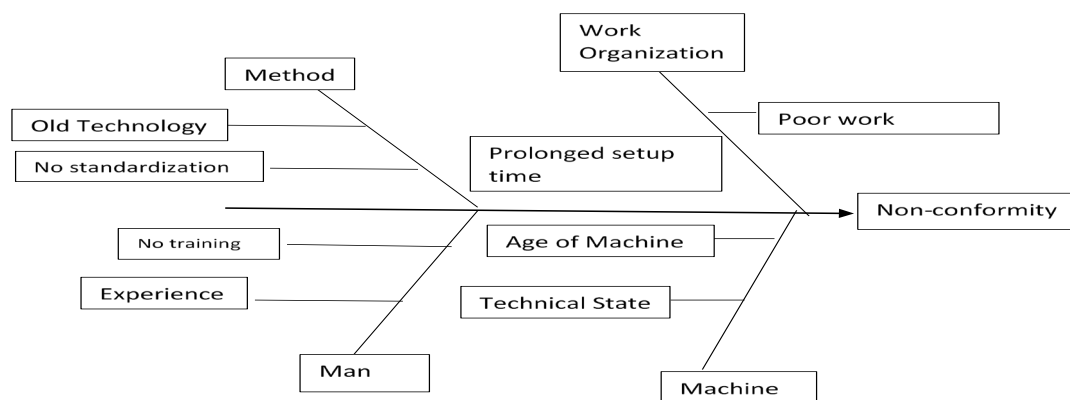 Work
Organization
Method
Old Technology
Poor work
No standardization
Prolonged setup
time
Non-conformity
No training
Age of Machine
Experience
Technical State
Man
Machine